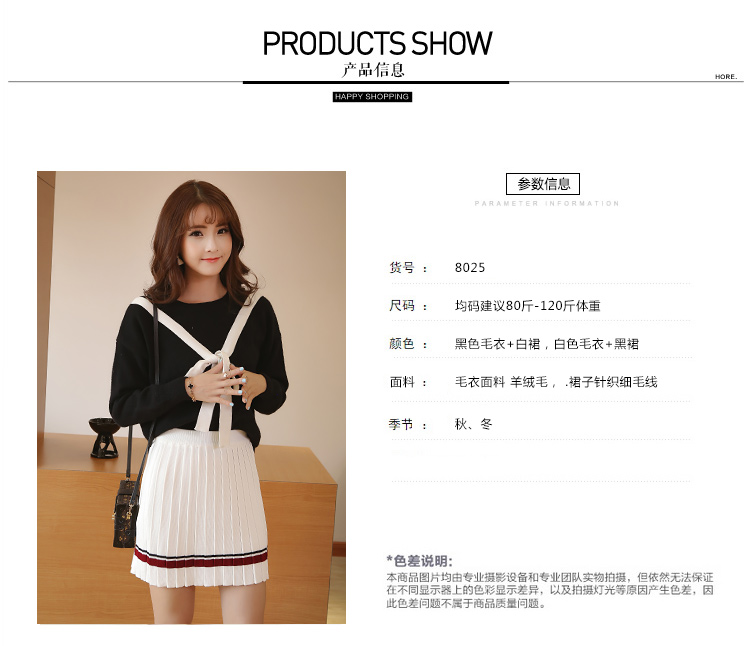 PRODUCTS SHOW
产品信息
HORE.
HAPPY SHOPPING
参数信息
PARAMETER INFORMATION
货号 : 8025
尺码 : 均码建议80斤-120斤体重
颜色 : 黑色毛衣+白裙，白色毛衣+黑裙
面料 : 毛衣面料 羊绒毛， .裙子针织细毛线
季节 : 秋、冬
*色差说明:
本商品图片均由专业摄影设备和专业团队实物拍摄，但依然无法保证
在不同显示器上的色彩显示差异，以及拍摄灯光等原因产生色差，因
此色差问题不属于商品质量问题。